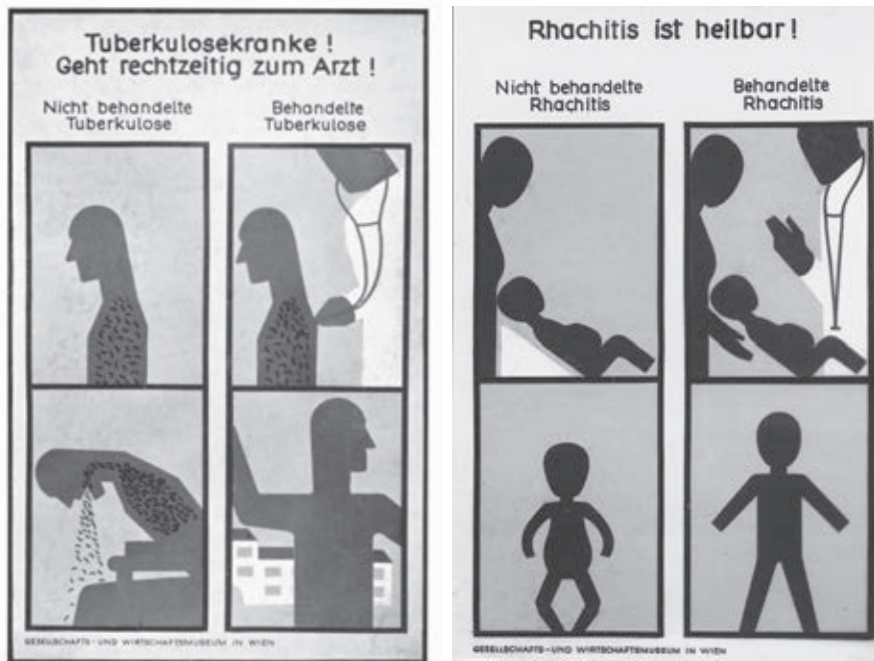 Tuberkulosekranke !
Geht rechtzeitig zum Arzt !
Nicht behandelte
Tuberkulose
Behandelte
Tuberkulose
GESELLSCHAFTS- UND WIRTSCHAFTSMUSEUM IN WIEN
Rhachitis ist heilbar !
Nicht behandelte
Rhachitis
Behandelte
Rhachitis
GESELLSCHAFTS- UND WIRTSCHAFTSMUSEUM IN WIEN